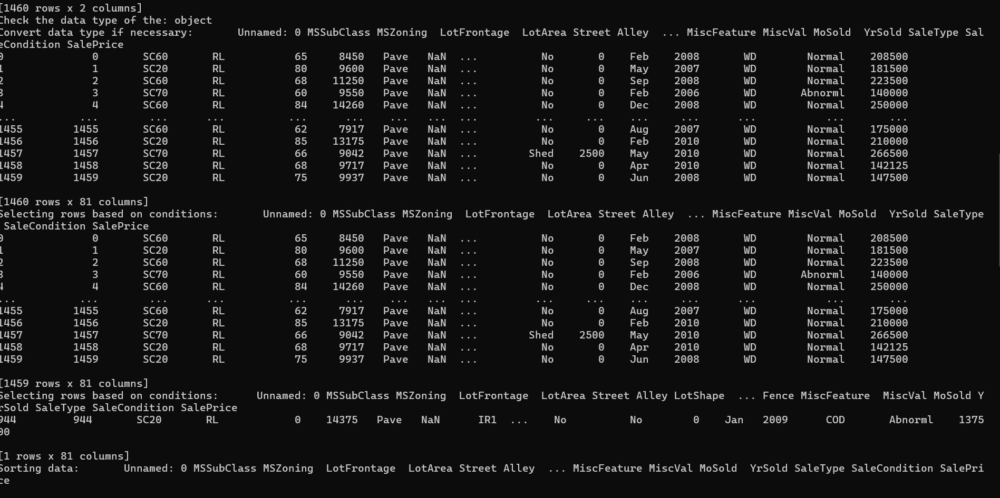 [1460 rows x 2 columns]
Check the data type of the: object
Convert data type if necessary:       Unnamed: 0 MSSubClass MSZoning  LotFrontage  LotArea Street Alley  ... MiscFeature MiscVal MoSold  YrSold SaleType Sal
eCondition SalePrice
0              0       SC60       RL           65     8450   Pave   NaN  ...          No       0    Feb    2008       WD        Normal    208500
1              1       SC20       RL           80     9600   Pave   NaN  ...          No       0    May    2007       WD        Normal    181500
2              2       SC60       RL           68    11250   Pave   NaN  ...          No       0    Sep    2008       WD        Normal    223500
3              3       SC70       RL           60     9550   Pave   NaN  ...          No       0    Feb    2006       WD       Abnorml    140000
4              4       SC60       RL           84    14260   Pave   NaN  ...          No       0    Dec    2008       WD        Normal    250000
...          ...        ...      ...          ...      ...    ...   ...  ...         ...     ...    ...     ...      ...           ...       ...
1455        1455       SC60       RL           62     7917   Pave   NaN  ...          No       0    Aug    2007       WD        Normal    175000
1456        1456       SC20       RL           85    13175   Pave   NaN  ...          No       0    Feb    2010       WD        Normal    210000
1457        1457       SC70       RL           66     9042   Pave   NaN  ...        Shed    2500    May    2010       WD        Normal    266500
1458        1458       SC20       RL           68     9717   Pave   NaN  ...          No       0    Apr    2010       WD        Normal    142125
1459        1459       SC20       RL           75     9937   Pave   NaN  ...          No       0    Jun    2008       WD        Normal    147500
[1460 rows x 81 columns]
Selecting rows based on conditions:       Unnamed: 0 MSSubClass MSZoning  LotFrontage  LotArea Street Alley  ... MiscFeature MiscVal MoSold  YrSold SaleType
SaleCondition SalePrice
0              0       SC60       RL           65     8450   Pave   NaN  ...          No       0    Feb    2008       WD        Normal    208500
1              1       SC20       RL           80     9600   Pave   NaN  ...          No       0    May    2007       WD        Normal    181500
2              2       SC60       RL           68    11250   Pave   NaN  ...          No       0    Sep    2008       WD        Normal    223500
3              3       SC70       RL           60     9550   Pave   NaN  ...          No       0    Feb    2006       WD       Abnorml    140000
4              4       SC60       RL           84    14260   Pave   NaN  ...          No       0    Dec    2008       WD        Normal    250000
...          ...        ...      ...          ...      ...    ...   ...  ...         ...     ...    ...     ...      ...           ...       ...
1455        1455       SC60       RL           62     7917   Pave   NaN  ...          No       0    Aug    2007       WD        Normal    175000
1456        1456       SC20       RL           85    13175   Pave   NaN  ...          No       0    Feb    2010       WD        Normal    210000
1457        1457       SC70       RL           66     9042   Pave   NaN  ...        Shed    2500    May    2010       WD        Normal    266500
1458        1458       SC20       RL           68     9717   Pave   NaN  ...          No       0    Apr    2010       WD        Normal    142125
1459        1459       SC20       RL           75     9937   Pave   NaN  ...          No       0    Jun    2008       WD        Normal    147500
[1459 rows x 81 columns]
Selecting rows based on conditions:      Unnamed: 0 MSSubClass MSZoning  LotFrontage  LotArea Street Alley LotShape  ... Fence MiscFeature  MiscVal MoSold Y
rSold SaleType SaleCondition SalePrice
944         944       SC20       RL            0    14375   Pave   NaN      IR1  ...    No          No        0    Jan   2009      COD       Abnorml    1375
00
[1 rows x 81 columns]
Sorting data:       Unnamed: 0 MSSubClass MSZoning  LotFrontage  LotArea Street Alley  ... MiscFeature MiscVal MoSold  YrSold SaleType SaleCondition SalePri
ce